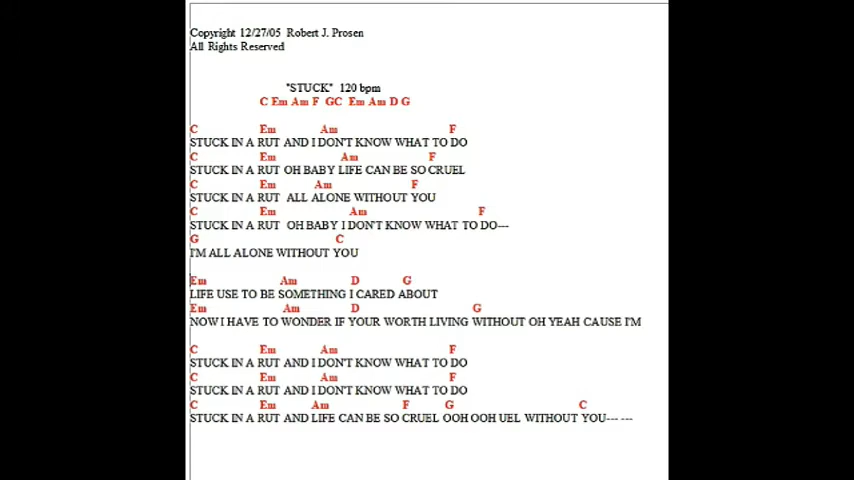 Copyright 12/27/05 Robert J. Prosen
All Rights Reserved
"STUCK" 120 bpm
C Em Am F GC Em Am D G
C Em Am F
STUCK IN A RUT AND I DON'T KNOW WHAT TO DO
C Em Am F
STUCK IN A RUT OH BABY LIFE CAN BE SO CRUEL
C Em Am F
STUCK IN A RUT ALL ALONE WITHOUT YOU
C Em Am F
STUCK IN A RUT OH BABY I DON'T KNOW WHAT TO DO---
G C
I'M ALL ALONE WITHOUT YOU
Em Am D G
LIFE USE TO BE SOMETHING I CARED ABOUT
Em Am D G
NOW I HAVE TO WONDER IF YOUR WORTH LIVING WITHOUT OH YEAH CAUSE I'M
C Em Am F
STUCK IN A RUT AND I DON'T KNOW WHAT TO DO
C Em Am F
STUCK IN A RUT AND I DON'T KNOW WHAT TO DO
C Em Am F G C
STUCK IN A RUT AND LIFE CAN BE SO CRUEL OOH OOH UEL WITHOUT YOU--- ---